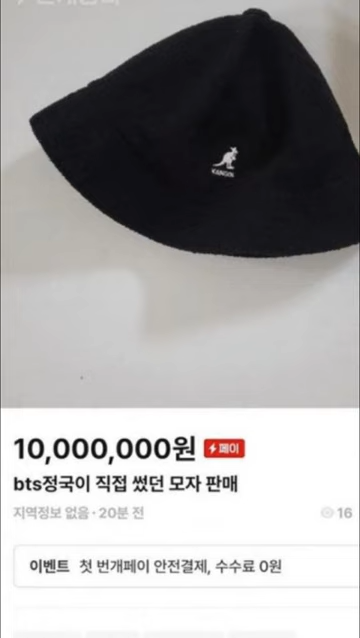 KANGOL
10,000,000원 페이
bts정국이 직접 썼던 모자 판매
지역정보 없음 · 20분 전 16
이벤트 첫 번개페이 안전결제, 수수료 0원